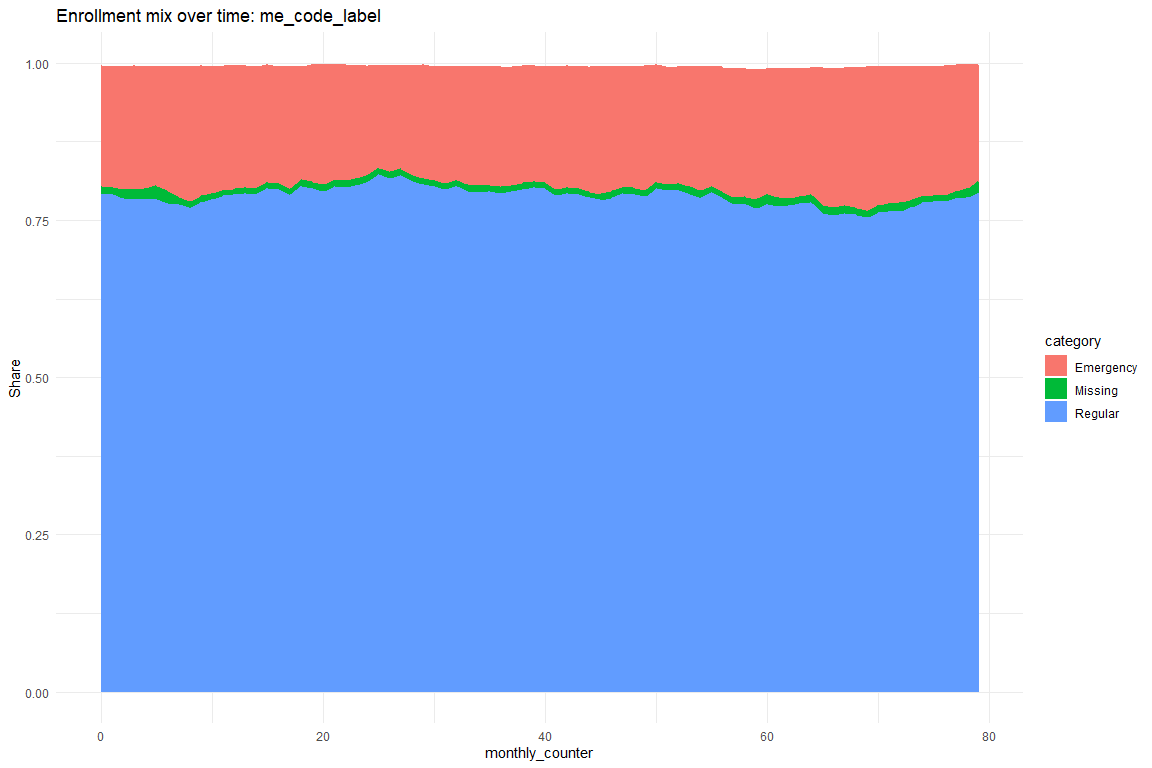 Enrollment mix over time: me_code_label
1.00
0.75
0.50
0.25
0.00
Share
0
20
40
60
80
monthly_counter
category
Emergency
Missing
Regular